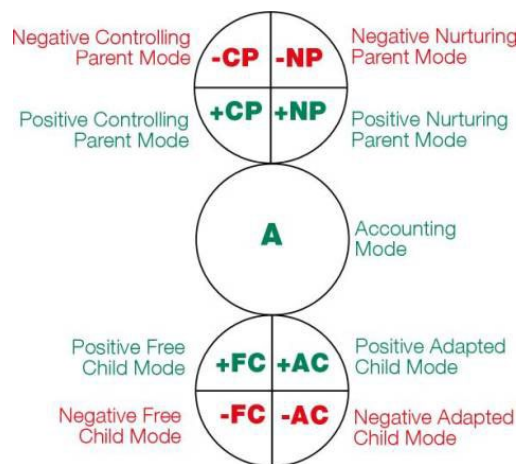 Negative Controlling
Parent Mode
-CP
-NP
Negative Nurturing
Parent Mode
Positive Controlling
Parent Mode
+CP
+NP
Positive Nurturing
Parent Mode
A
Accounting
Mode
Positive Free
Child Mode
+FC
+AC
Positive Adapted
Child Mode
Negative Free
Child Mode
-FC
-AC
Negative Adapted
Child Mode